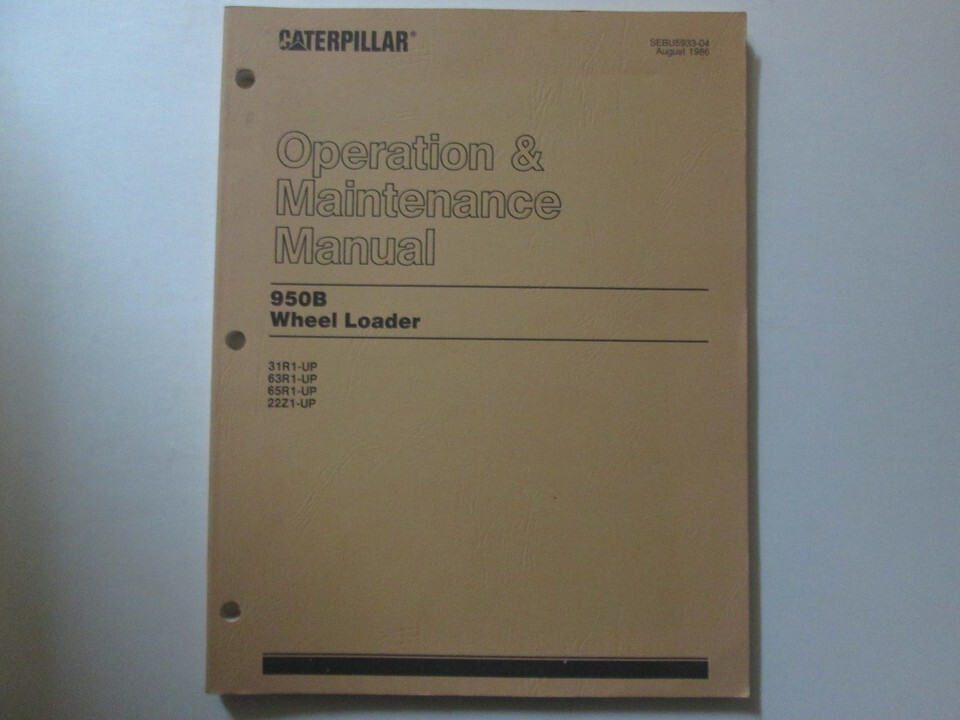 CATERPILLAR®
SEBU5933-04
August 1986
Operation &
Maintenance
Manual
950B
Wheel Loader
31R1-UP
63R1-UP
65R1-UP
22Z1-UP